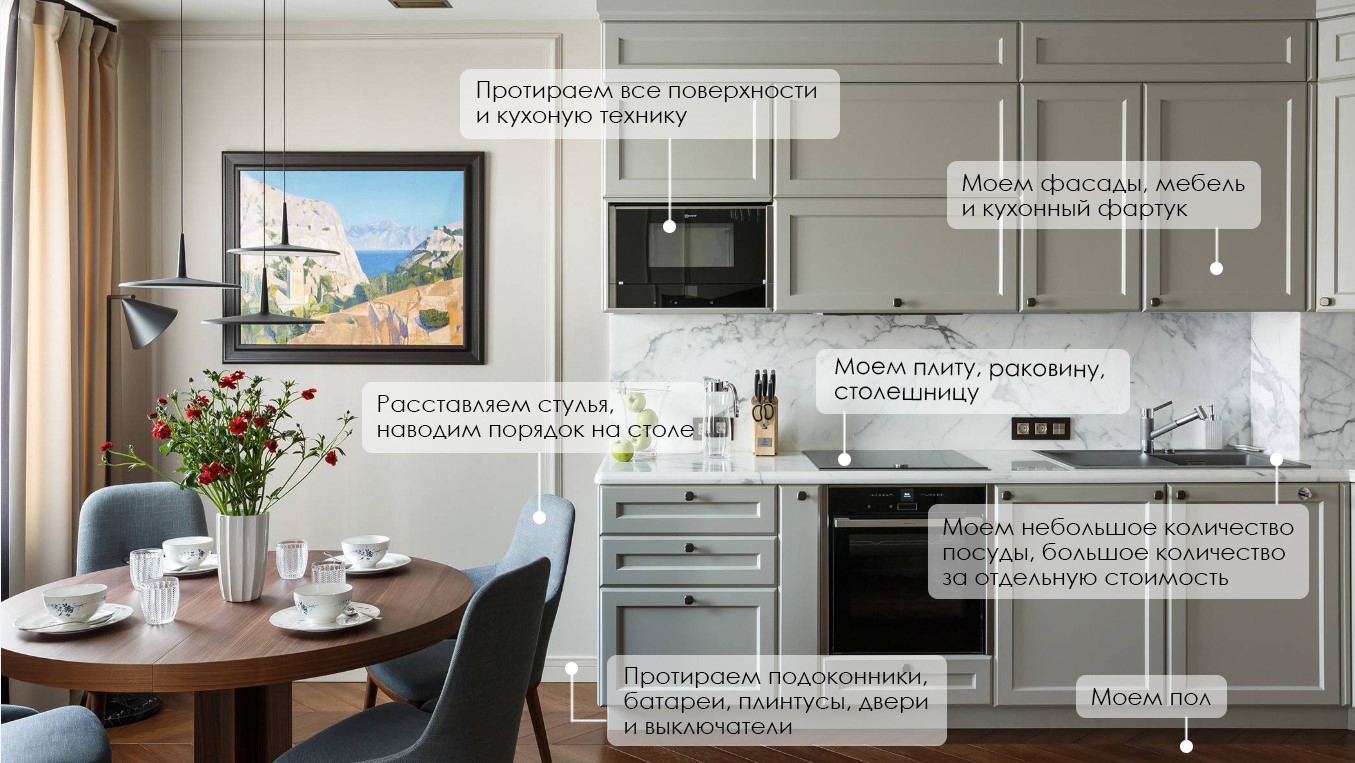 Протираем все поверхности
и кухоную технику
Моем фасады, мебель
и кухонный фартук
Моем плиту, раковину,
столешницу
Расставляем стулья,
наводим порядок на столе
Моем небольшое количество
посуды, большое количество
за отдельную стоимость
Протираем подоконники,
батареи, плинтусы, двери
и выключатели
Моем пол